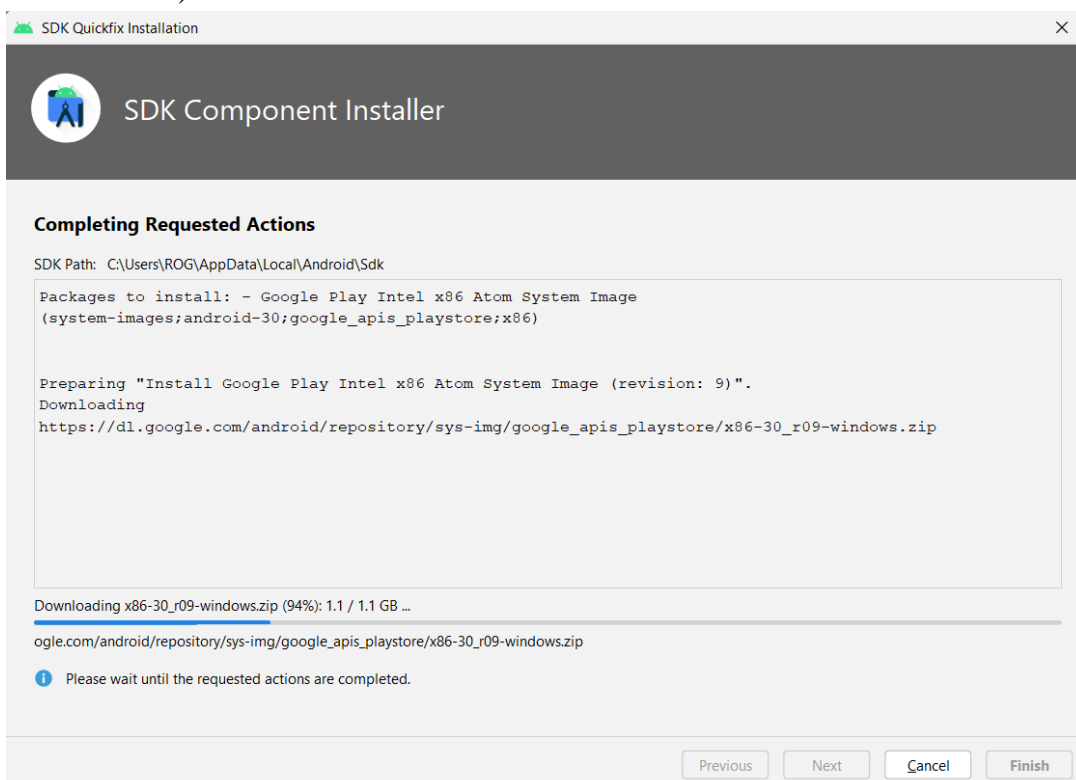 SDK Quickfix Installation
SDK Component Installer
Completing Requested Actions
SDK Path: C:\Users\ROG\AppData\Local\Android\Sdk
Packages to install: - Google Play Intel x86 Atom System Image
(system-images;android-30;google_apis_playstore;x86)
Preparing "Install Google Play Intel x86 Atom System Image (revision: 9)".
Downloading
https://dl.google.com/android/repository/sys-img/google_apis_playstore/x86-30_r09-windows.zip
Downloading x86-30_r09-windows.zip (94%): 1.1 / 1.1 GB ...
ogle.com/android/repository/sys-img/google_apis_playstore/x86-30_r09-windows.zip
Please wait until the requested actions are completed.
Previous Next Cancel Finish